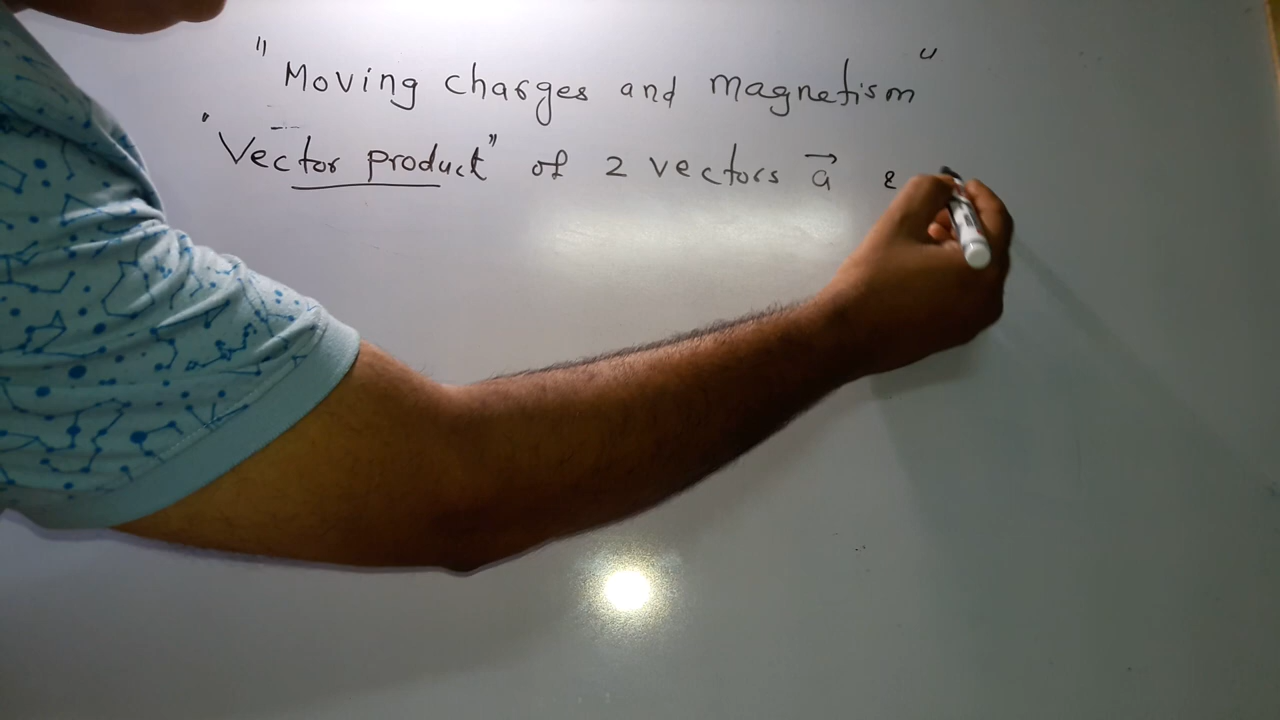 "Moving charges and magnetism"
"Vector product" of 2 vectors a⃗ &